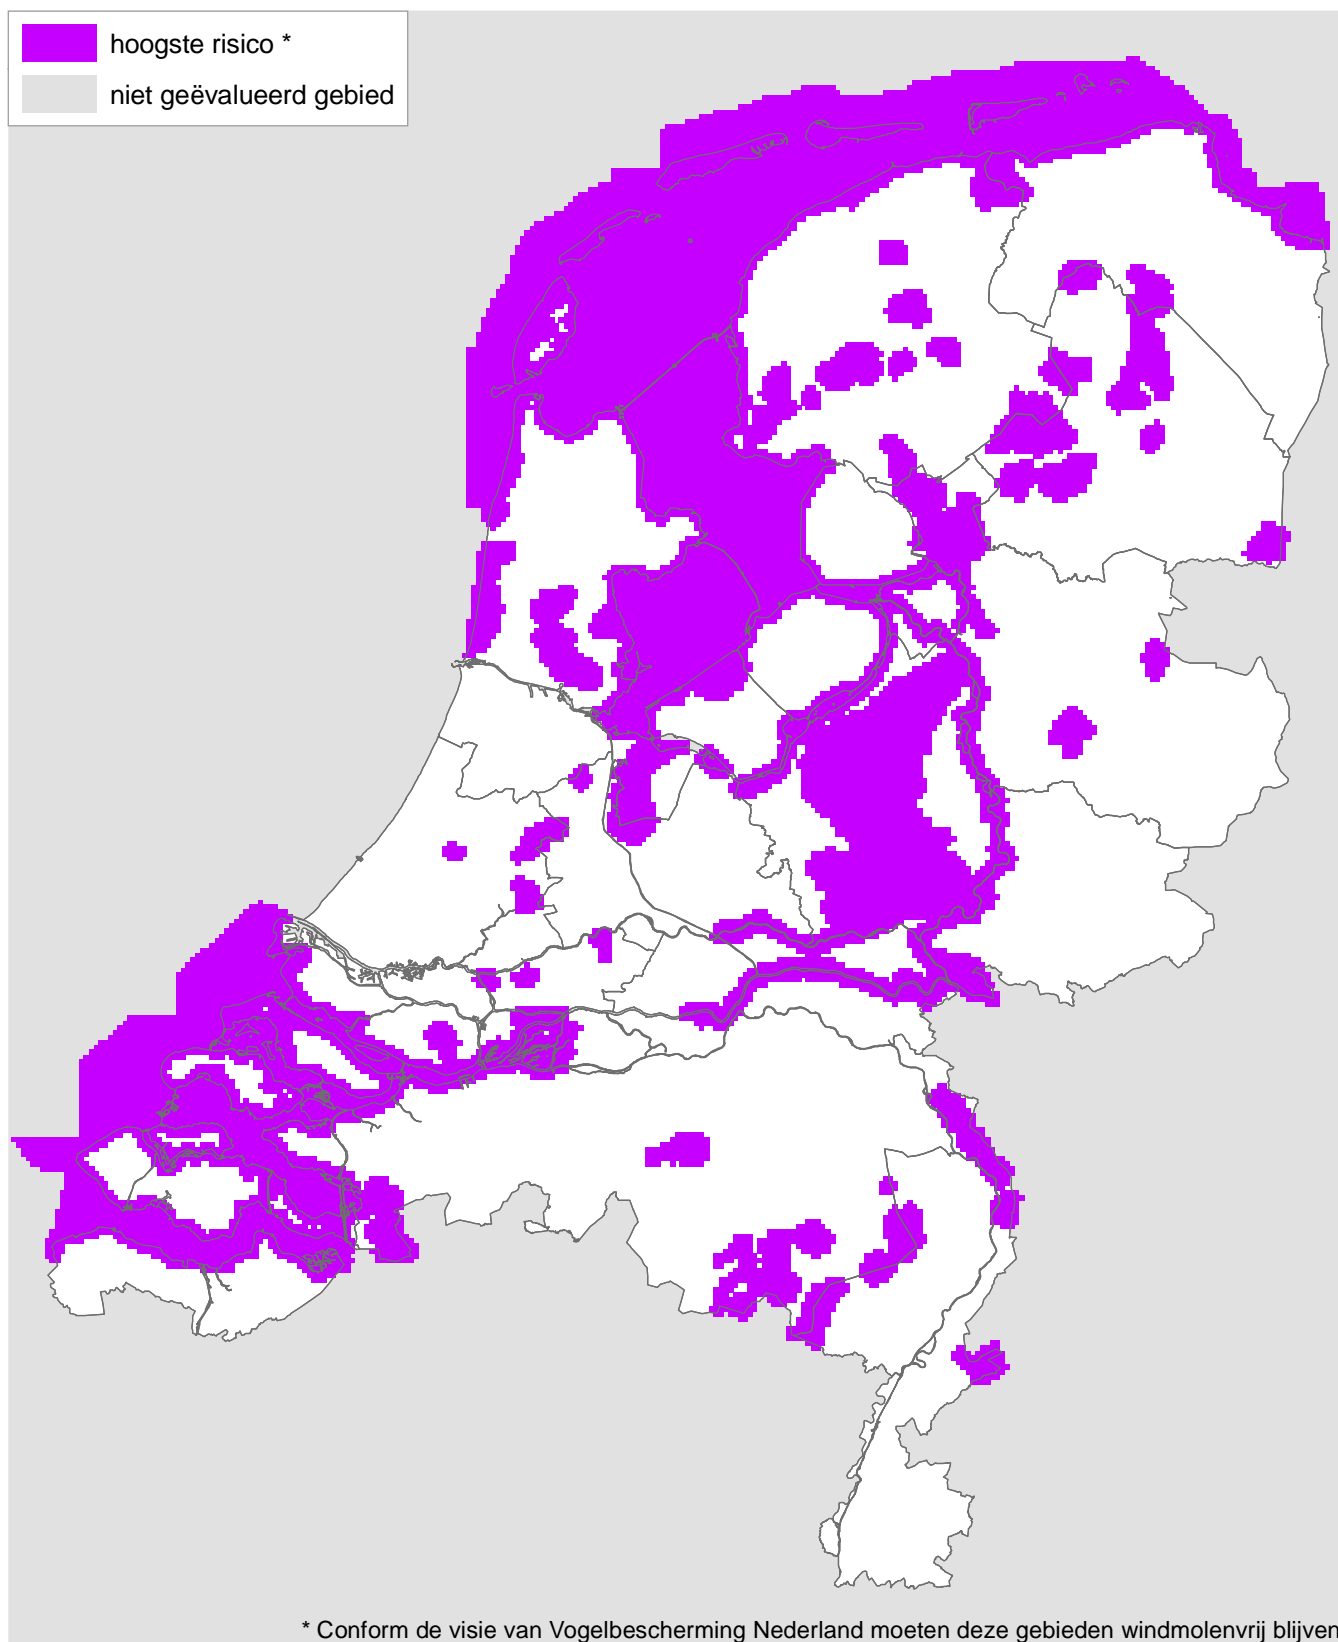 hoogste risico *
niet geëvalueerd gebied
* Conform de visie van Vogelbescherming Nederland moeten deze gebieden windmolenvrij blijven